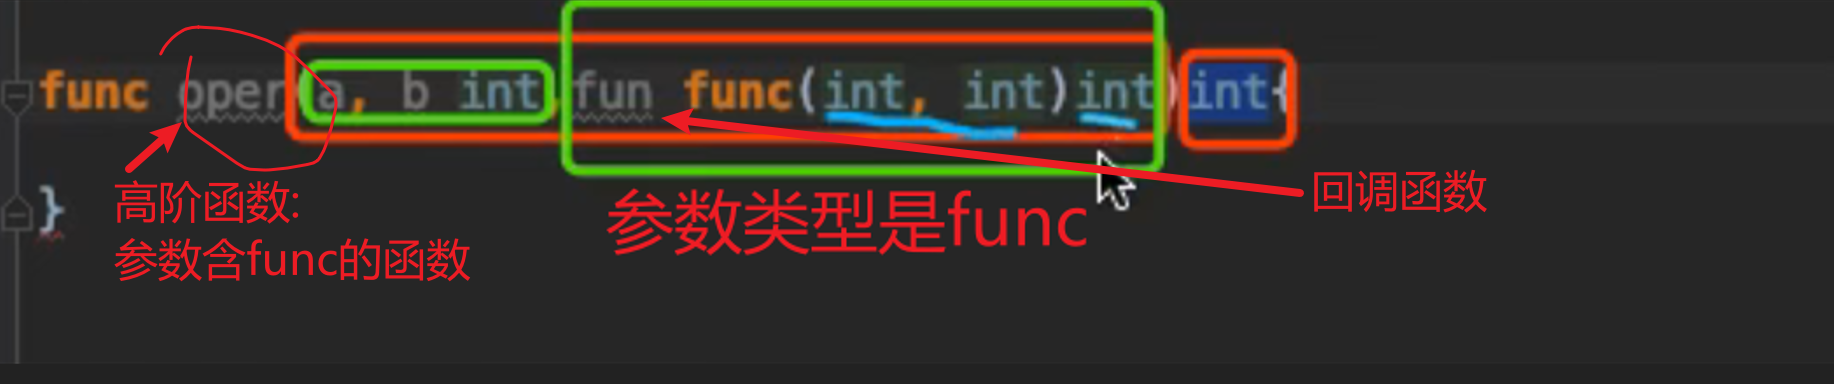 func oper(a, b int,fun func(int, int)int)int{
}
高阶函数:
参数含func的函数
参数类型是func
回调函数